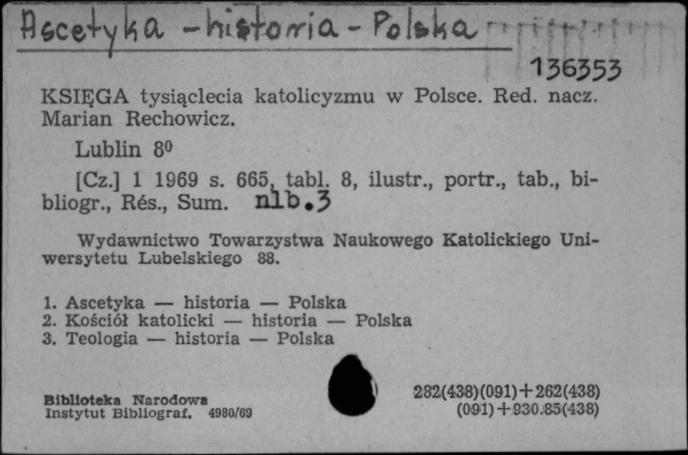 Ascetyka - historia - Polska
136353
KSIĘGA tysiąclecia katolicyzmu w Polsce. Red. nacz.
Marian Rechowicz.
Lublin 8⁰
[Cz.] 1 1969 s. 665, tabl. 8, ilustr., portr., tab., bi-
bliogr., Rés., Sum. nlb.3
Wydawnictwo Towarzystwa Naukowego Katolickiego Uni-
wersytetu Lubelskiego 88.
1. Ascetyka — historia — Polska
2. Kościół katolicki — historia — Polska
3. Teologia — historia — Polska
282(438)(091)+262(438)
(091)+930.85(438)
Biblioteka Narodowa
Instytut Bibliograf. 4980/69